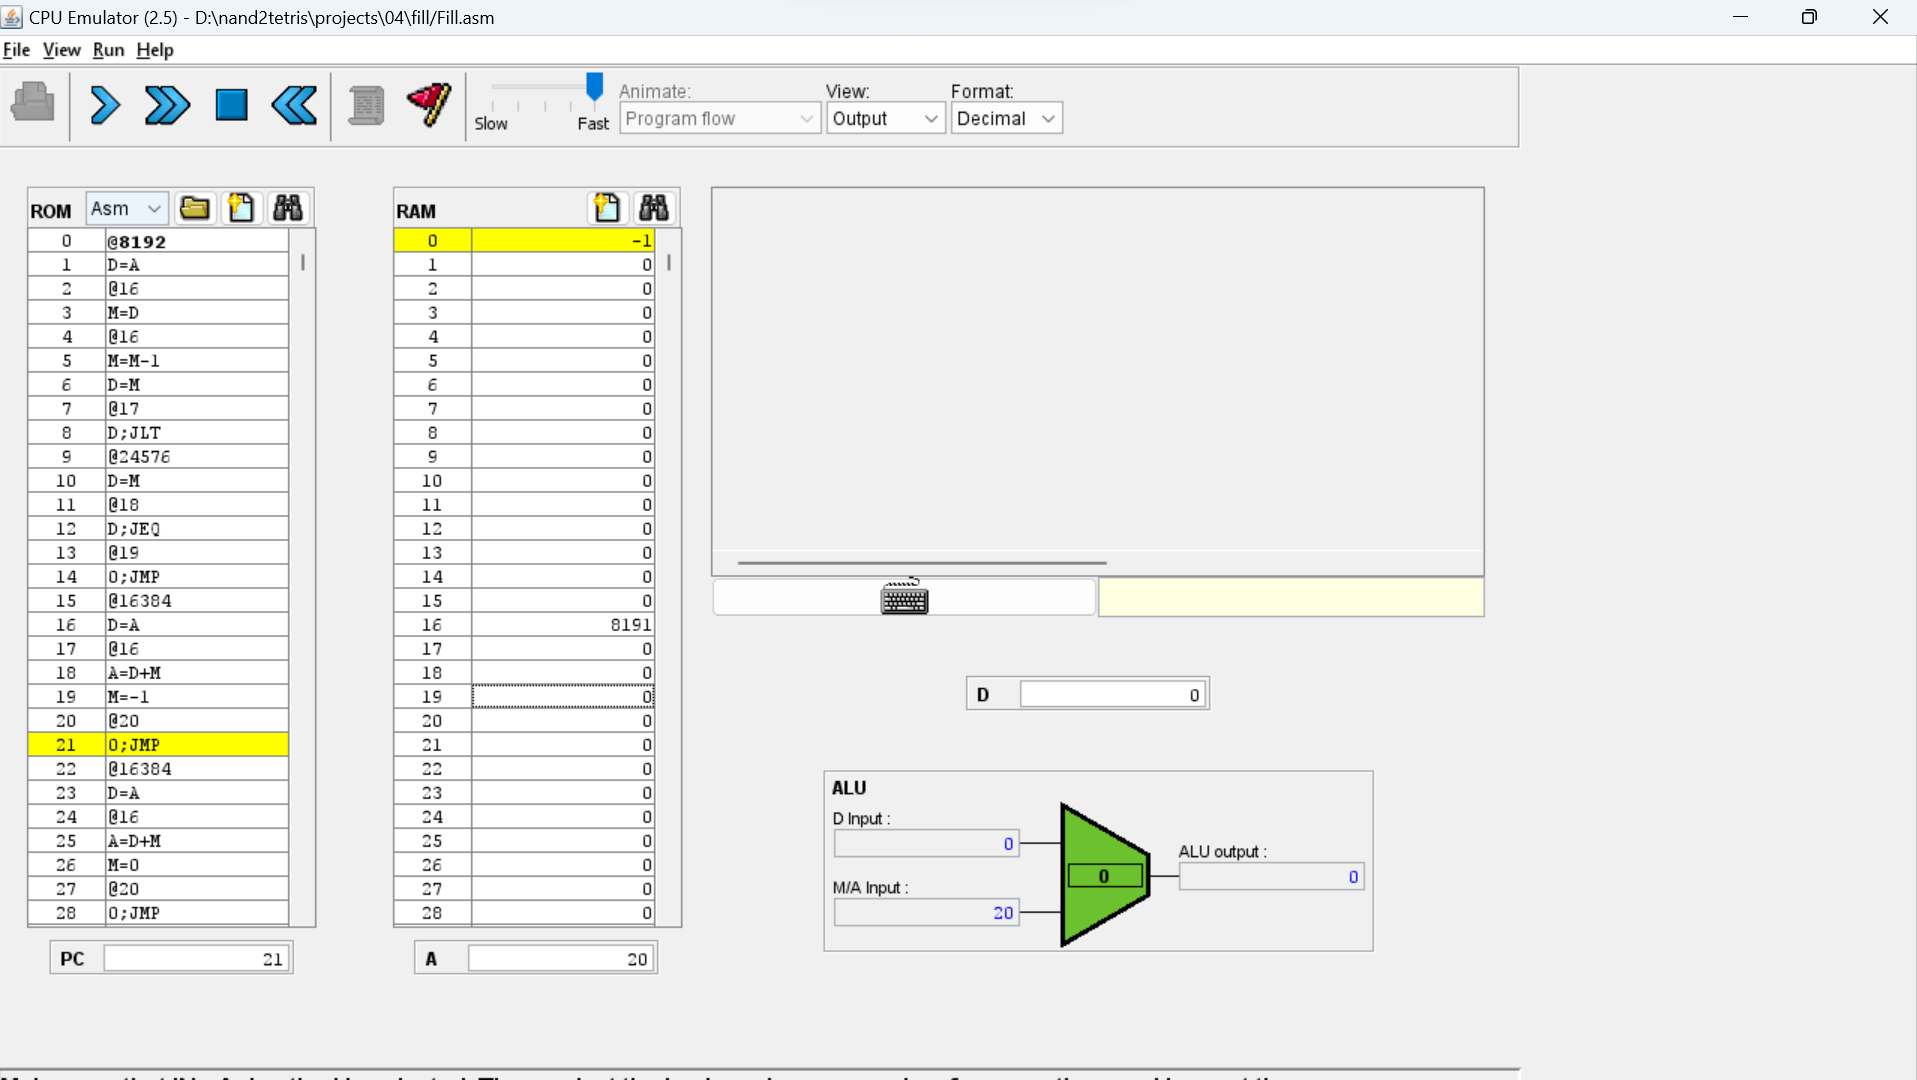 CPU Emulator (2.5) - D:\nand2tetris\projects\04\fill/Fill.asm
File View Run Help
Slow Fast
Animate: Program flow
View: Output
Format: Decimal
ROM Asm
0 @8192
1 D=A
2 @16
3 M=D
4 @16
5 M=M-1
6 D=M
7 @17
8 D;JLT
9 @24576
10 D=M
11 @18
12 D;JEQ
13 @19
14 0;JMP
15 @16384
16 D=A
17 @16
18 A=D+M
19 M=-1
20 @20
21 0;JMP
22 @16384
23 D=A
24 @16
25 A=D+M
26 M=0
27 @20
28 0;JMP
PC 21
RAM
0 -1
1 0
2 0
3 0
4 0
5 0
6 0
7 0
8 0
9 0
10 0
11 0
12 0
13 0
14 0
15 0
16 8191
17 0
18 0
19 0
20 0
21 0
22 0
23 0
24 0
25 0
26 0
27 0
28 0
A 20
D 0
ALU
D Input :
0
M/A Input :
20
0
ALU output :
0